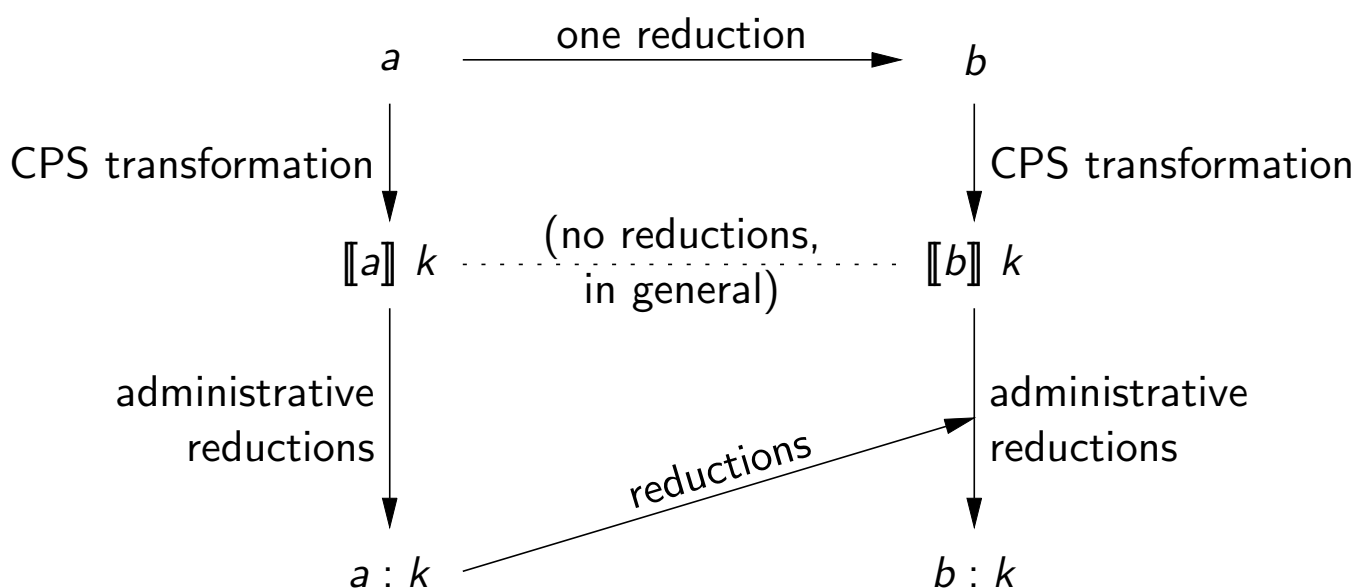 one reduction
a
b
CPS transformation
CPS transformation
(no reductions,
in general)
⟦a⟧ k
⟦b⟧ k
administrative
reductions
administrative
reductions
reductions
a : k
b : k